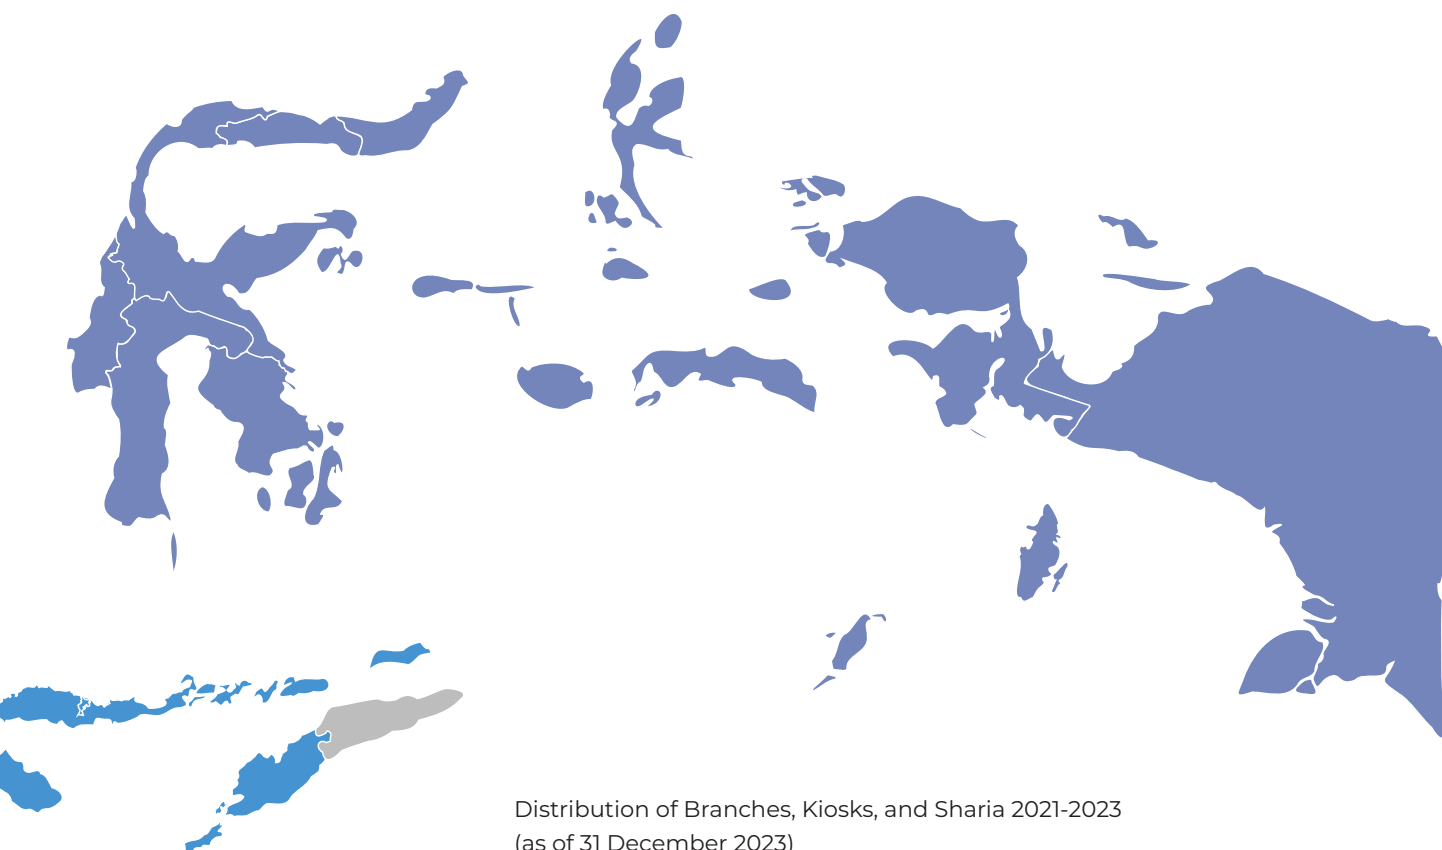 Distribution of Branches, Kiosks, and Sharia 2021-2023
(as of 31 December 2023)